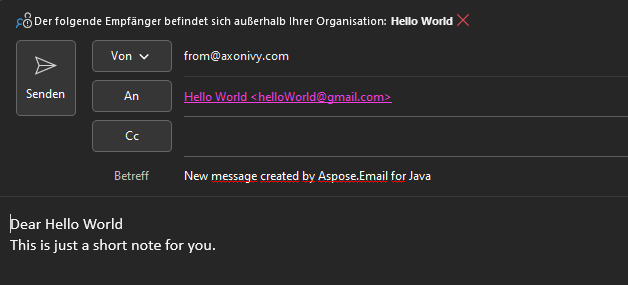 Der folgende Empfänger befindet sich außerhalb Ihrer Organisation: Hello World
Senden
Von
from@axonivy.com
An
Hello World <helloWorld@gmail.com>
Cc
Betreff
New message created by Aspose.Email for Java
Dear Hello World
This is just a short note for you.